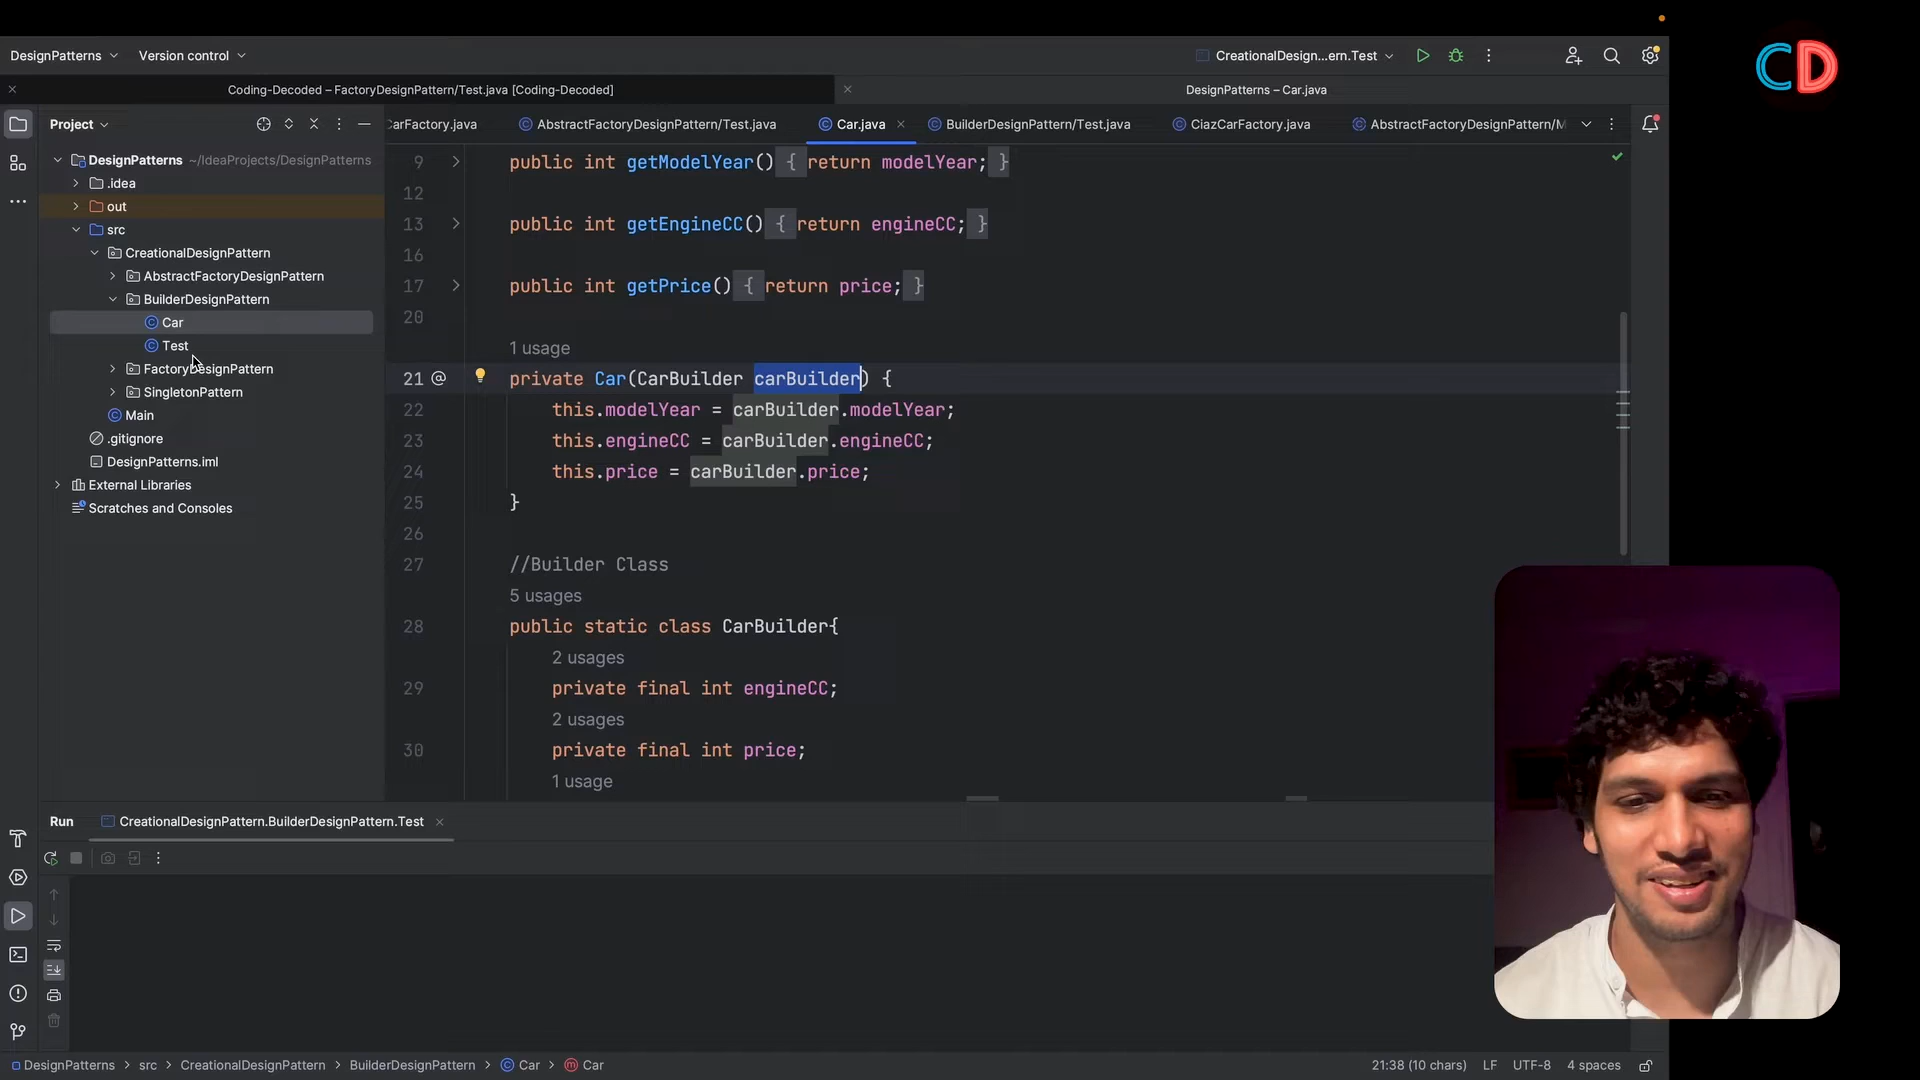 DesignPatterns Version control CreationalDesign...ern.Test
CD
Coding-Decoded – FactoryDesignPattern/Test.java [Coding-Decoded] DesignPatterns – Car.java
Project
CarFactory.java AbstractFactoryDesignPattern/Test.java Car.java BuilderDesignPattern/Test.java CiazCarFactory.java AbstractFactoryDesignPattern/M
DesignPatterns ~/IdeaProjects/DesignPatterns
.idea
out
src
CreationalDesignPattern
AbstractFactoryDesignPattern
BuilderDesignPattern
Car
Test
FactoryDesignPattern
SingletonPattern
Main
.gitignore
DesignPatterns.iml
External Libraries
Scratches and Consoles
9 public int getModelYear() { return modelYear; }
12
13 public int getEngineCC() { return engineCC; }
16
17 public int getPrice() { return price; }
20
1 usage
21 @ private Car(CarBuilder carBuilder) {
22 this.modelYear = carBuilder.modelYear;
23 this.engineCC = carBuilder.engineCC;
24 this.price = carBuilder.price;
25 }
26
27 //Builder Class
5 usages
28 public static class CarBuilder{
2 usages
29 private final int engineCC;
2 usages
30 private final int price;
1 usage
Run CreationalDesignPattern.BuilderDesignPattern.Test
DesignPatterns > src > CreationalDesignPattern > BuilderDesignPattern > Car > Car 21:38 (10 chars) LF UTF-8 4 spaces